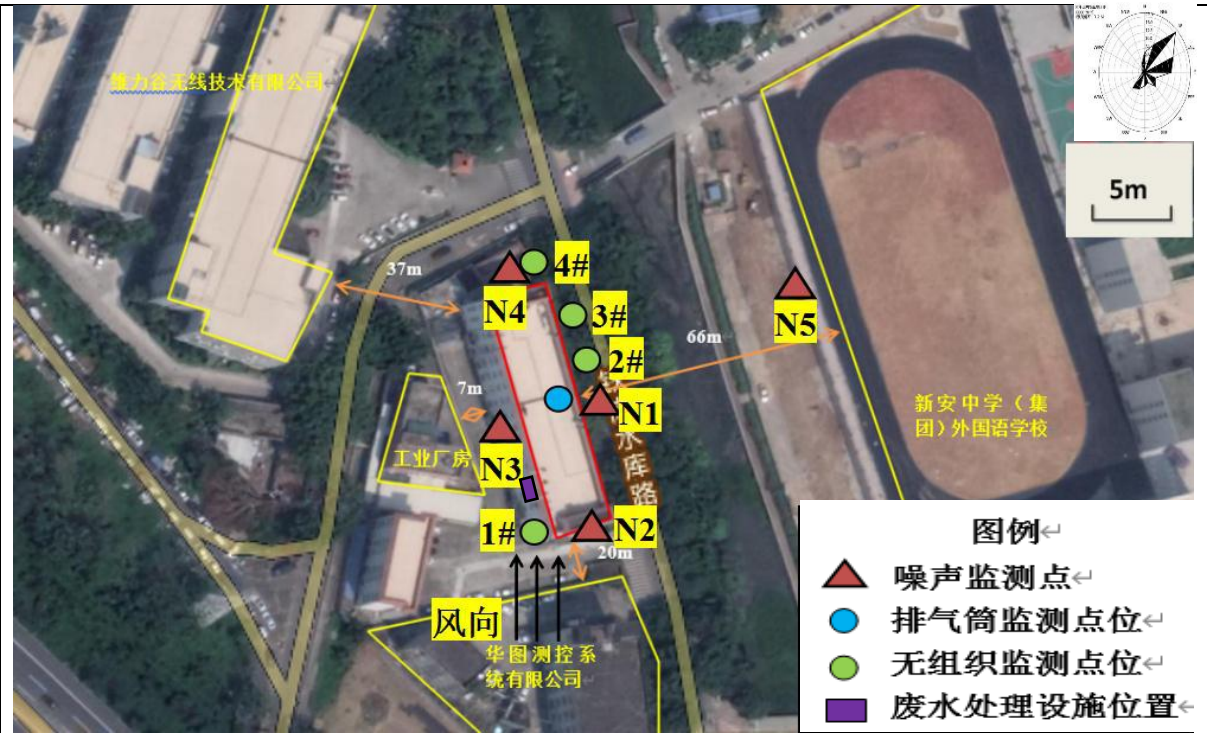 维力谷无线技术有限公司
5m
37m
4#
N4
3#
N5
66m
2#
7m
N1
新安中学（集
团）外国语学校
水库路
工业厂房
N3
1#
N2
20m
风向
华图测控系
统有限公司
图例
噪声监测点
排气筒监测点位
无组织监测点位
废水处理设施位置